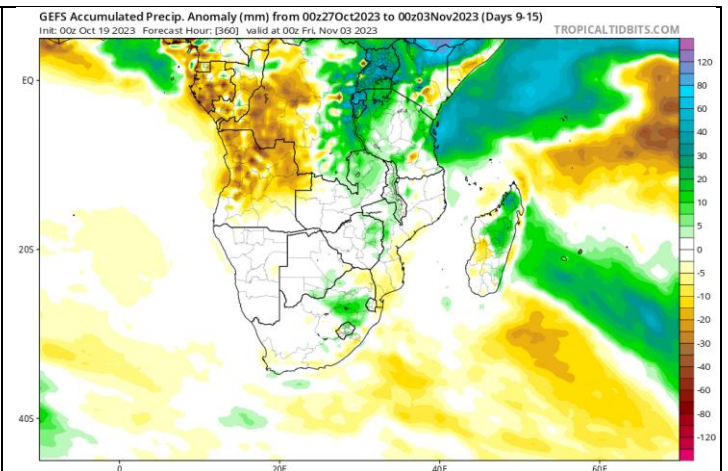 GEFS Accumulated Precip. Anomaly (mm) from 00z27Oct2023 to 00z03Nov2023 (Days 9-15)
Init: 00z Oct 19 2023 Forecast Hour: [360] valid at 00z Fri, Nov 03 2023 TROPICALTIDBITS.COM
EQ
20S
40S
0
20E
40E
60E
120
80
60
40
30
20
10
5
0
-5
-10
-20
-30
-40
-60
-80
-120